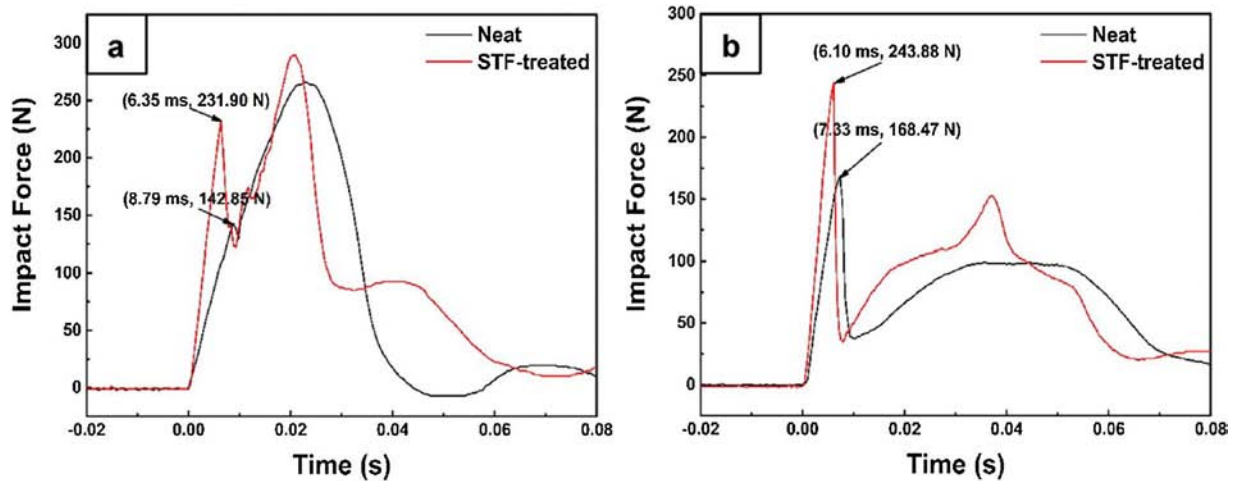 a
Neat
STF-treated
(6.35 ms, 231.90 N)
(8.79 ms, 142.85 N)
Impact Force (N)
300
250
200
150
100
50
0
-0.02
0.00
0.02
0.04
0.06
0.08
Time (s)
b
Neat
STF-treated
(6.10 ms, 243.88 N)
(7.33 ms, 168.47 N)
Impact Force (N)
300
250
200
150
100
50
0
-0.02
0.00
0.02
0.04
0.06
0.08
Time (s)